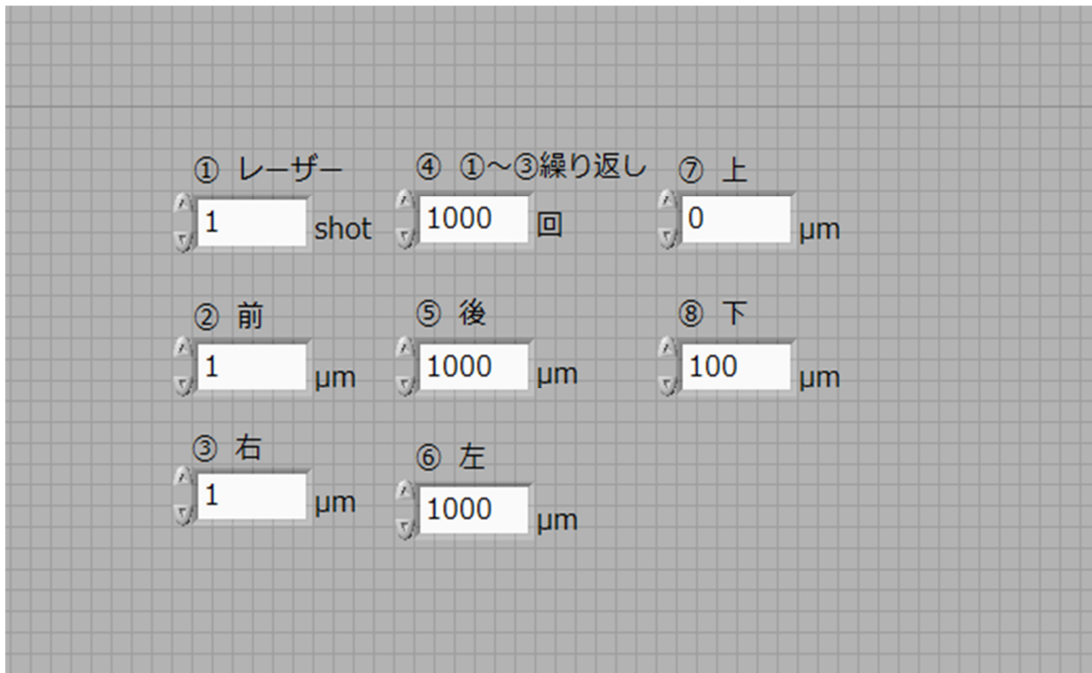 ① レーザー
1 shot
② 前
1 μm
③ 右
1 μm
④ ①～③繰り返し
1000 回
⑤ 後
1000 μm
⑥ 左
1000 μm
⑦ 上
0 μm
⑧ 下
100 μm